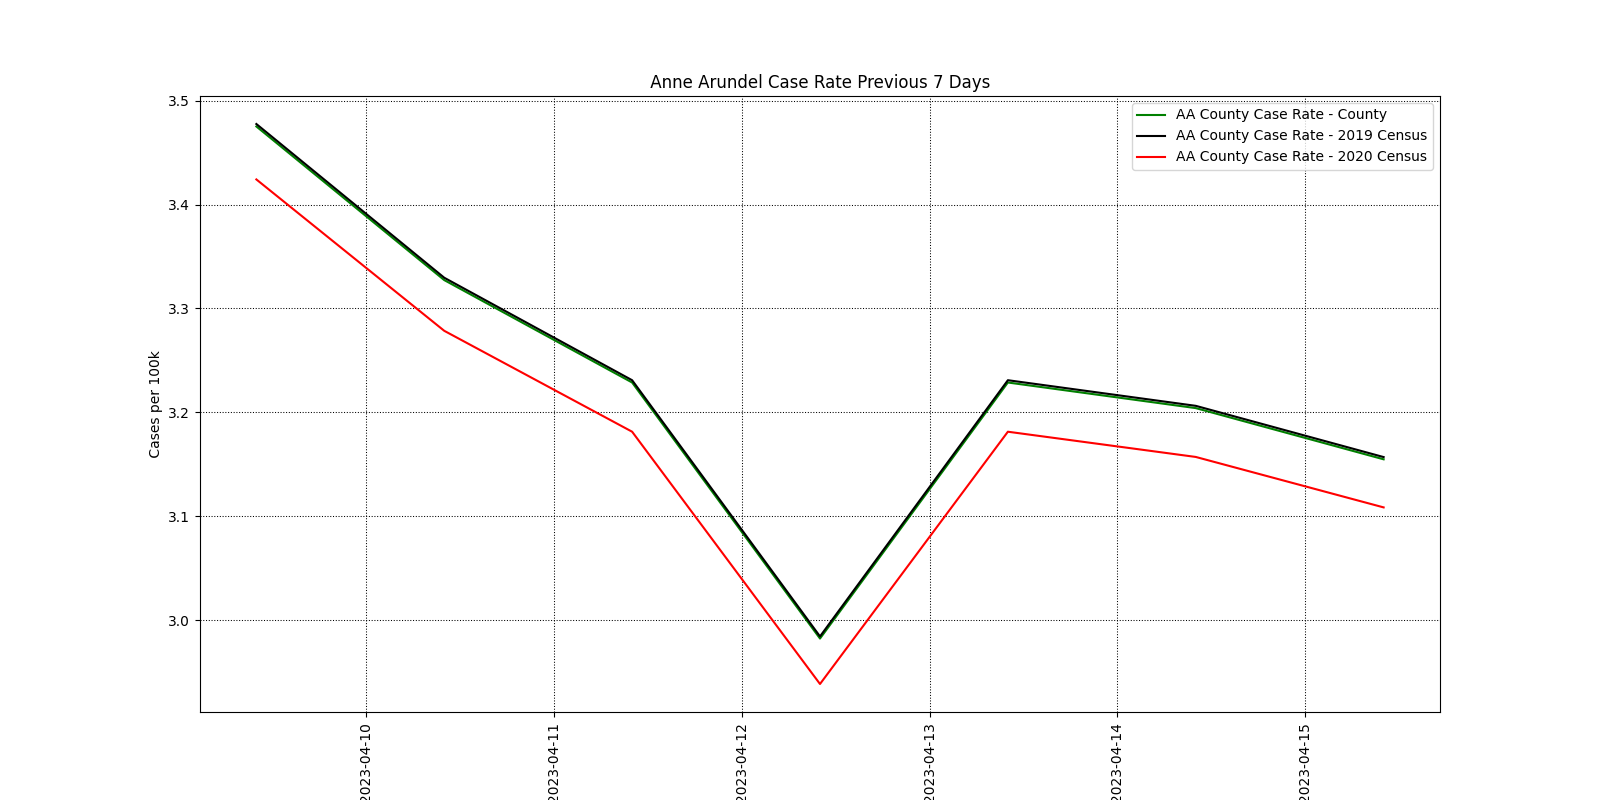 Anne Arundel Case Rate Previous 7 Days
AA County Case Rate - County
AA County Case Rate - 2019 Census
AA County Case Rate - 2020 Census
Cases per 100k
3.5
3.4
3.3
3.2
3.1
3.0
2023-04-10
2023-04-11
2023-04-12
2023-04-13
2023-04-14
2023-04-15